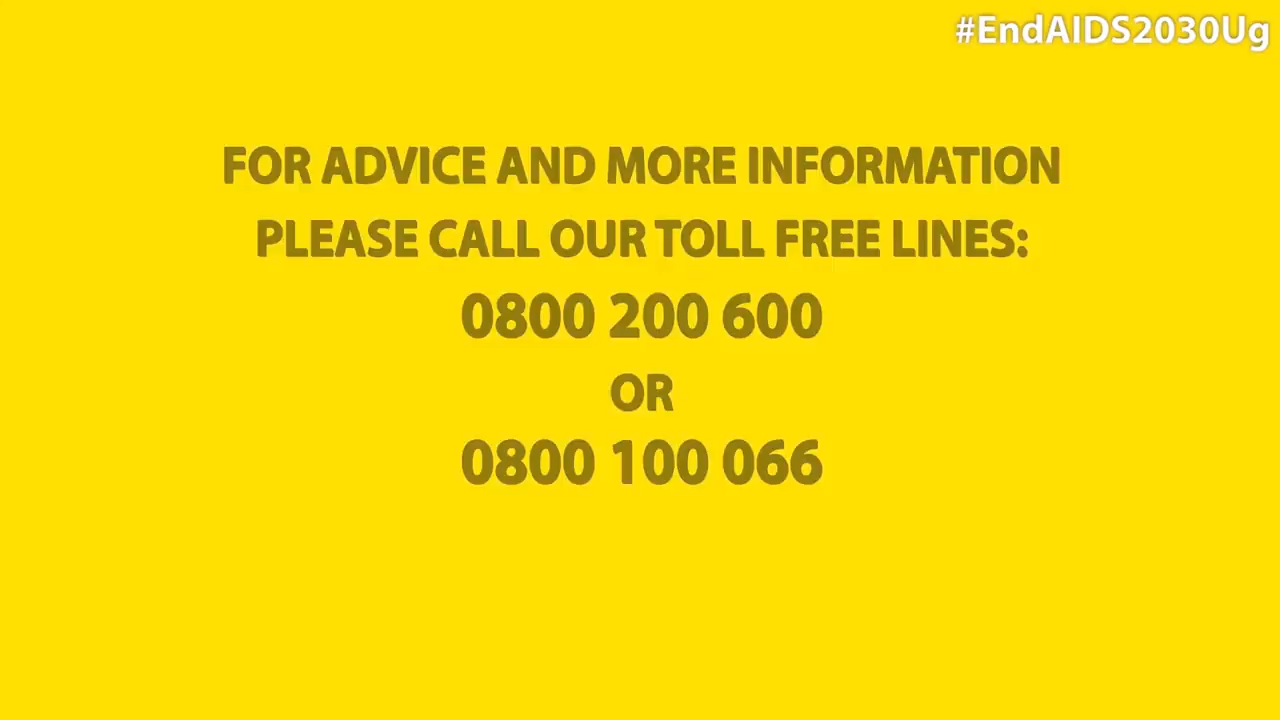 #EndAIDS2030Ug
FOR ADVICE AND MORE INFORMATION
PLEASE CALL OUR TOLL FREE LINES:
0800 200 600
OR
0800 100 066